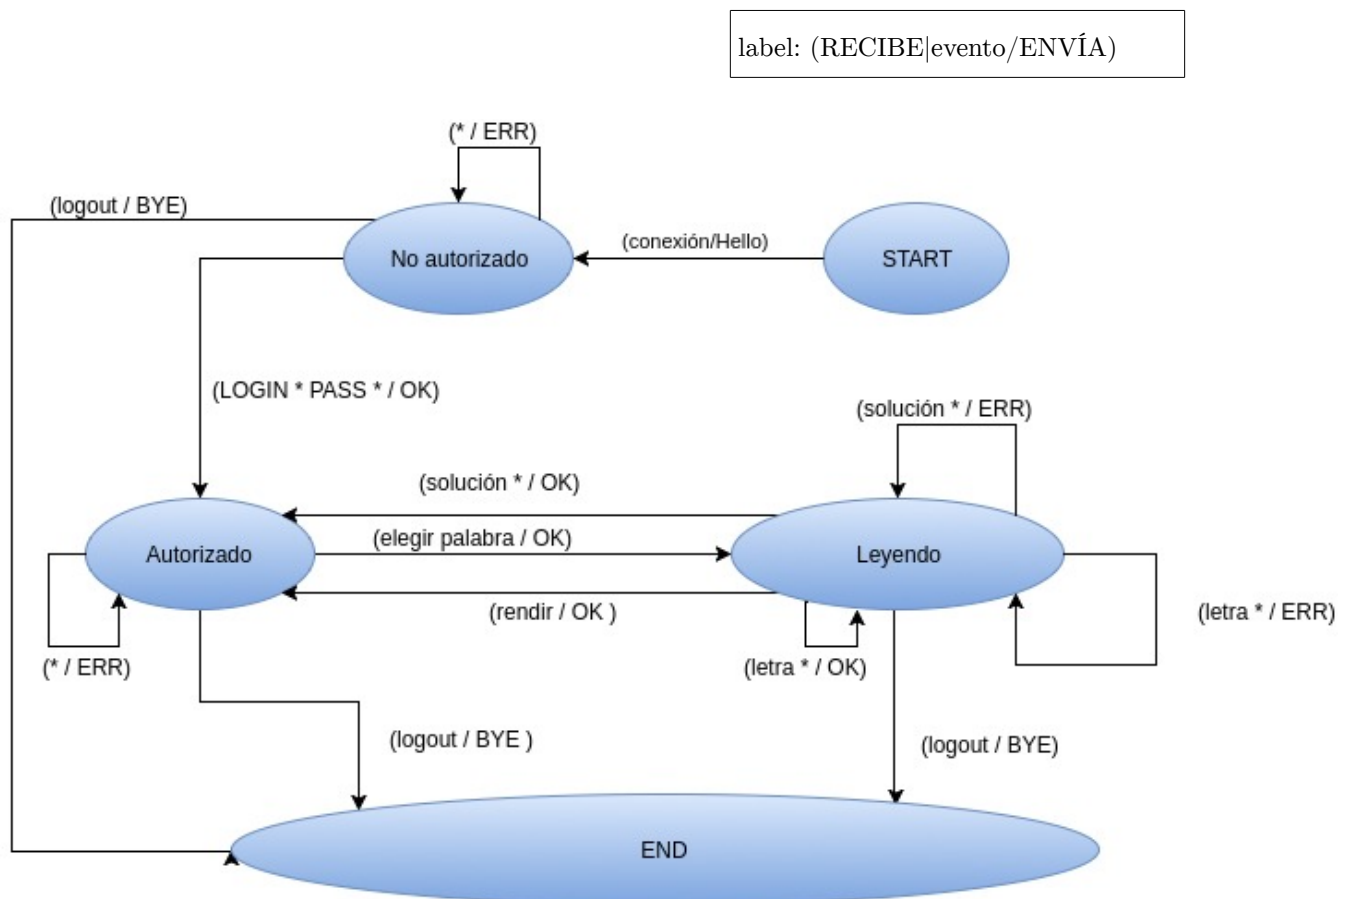 label: (RECIBE|evento/ENVÍA)
(* / ERR)
(logout / BYE)
(conexión/Hello)
No autorizado
START
(LOGIN * PASS * / OK)
(solución * / ERR)
(solución * / OK)
(elegir palabra / OK)
Autorizado
Leyendo
(rendir / OK )
(letra * / ERR)
(* / ERR)
(letra * / OK)
(logout / BYE )
(logout / BYE)
END